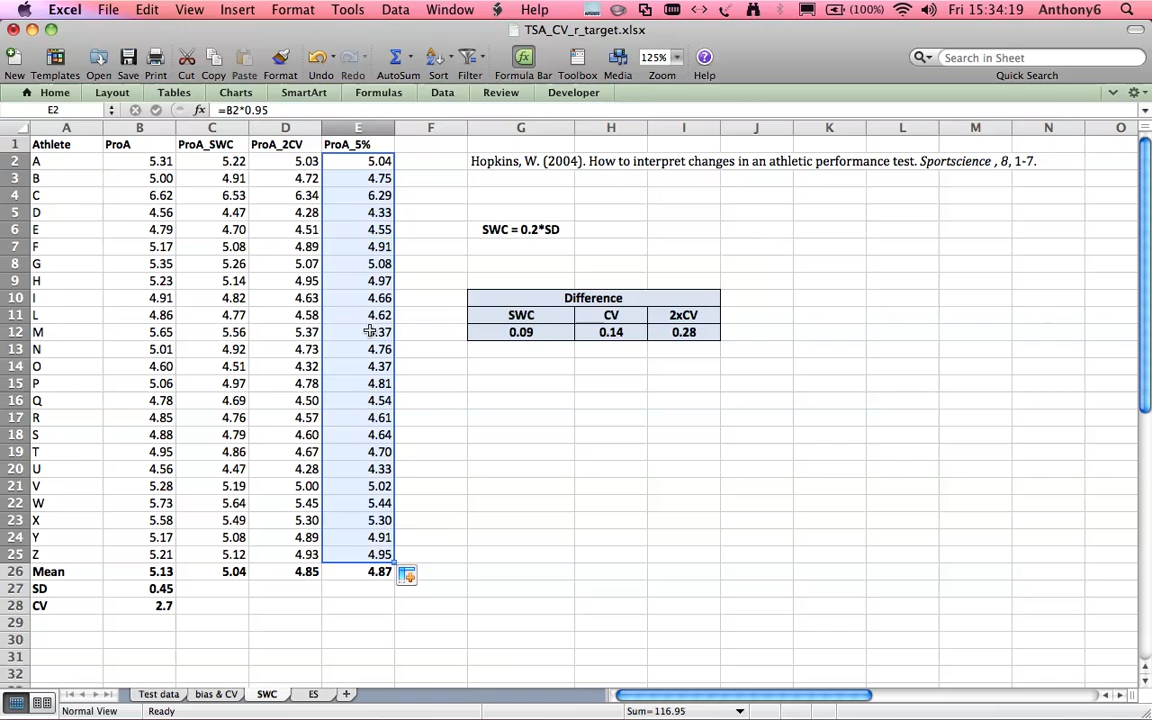 Excel File Edit View Insert Format Tools Data Window Help (100%) Fri 15:34:19 Anthony6
TSA_CV_r_target.xlsx
125%
Search in Sheet
New Templates Open Save Print Cut Copy Paste Format Undo Redo AutoSum Sort Filter Formula Bar Toolbox Media Zoom Help Quick Search
Home Layout Tables Charts SmartArt Formulas Data Review Developer
E2 fx =B2*0.95
A B C D E F G H I J K L M N O
1 Athlete ProA ProA_SWC ProA_2CV ProA_5%
2 A 5.31 5.22 5.03 5.04 Hopkins, W. (2004). How to interpret changes in an athletic performance test. Sportscience , 8, 1-7.
3 B 5.00 4.91 4.72 4.75
4 C 6.62 6.53 6.34 6.29
5 D 4.56 4.47 4.28 4.33
6 E 4.79 4.70 4.51 4.55 SWC = 0.2*SD
7 F 5.17 5.08 4.89 4.91
8 G 5.35 5.26 5.07 5.08
9 H 5.23 5.14 4.95 4.97
10 I 4.91 4.82 4.63 4.66 Difference
11 L 4.86 4.77 4.58 4.62 SWC CV 2xCV
12 M 5.65 5.56 5.37 .37 0.09 0.14 0.28
13 N 5.01 4.92 4.73 4.76
14 O 4.60 4.51 4.32 4.37
15 P 5.06 4.97 4.78 4.81
16 Q 4.78 4.69 4.50 4.54
17 R 4.85 4.76 4.57 4.61
18 S 4.88 4.79 4.60 4.64
19 T 4.95 4.86 4.67 4.70
20 U 4.56 4.47 4.28 4.33
21 V 5.28 5.19 5.00 5.02
22 W 5.73 5.64 5.45 5.44
23 X 5.58 5.49 5.30 5.30
24 Y 5.17 5.08 4.89 4.91
25 Z 5.21 5.12 4.93 4.95
26 Mean 5.13 5.04 4.85 4.87
27 SD 0.45
28 CV 2.7
29
30
31
32
Test data bias & CV SWC ES
Normal View Ready Sum=116.95